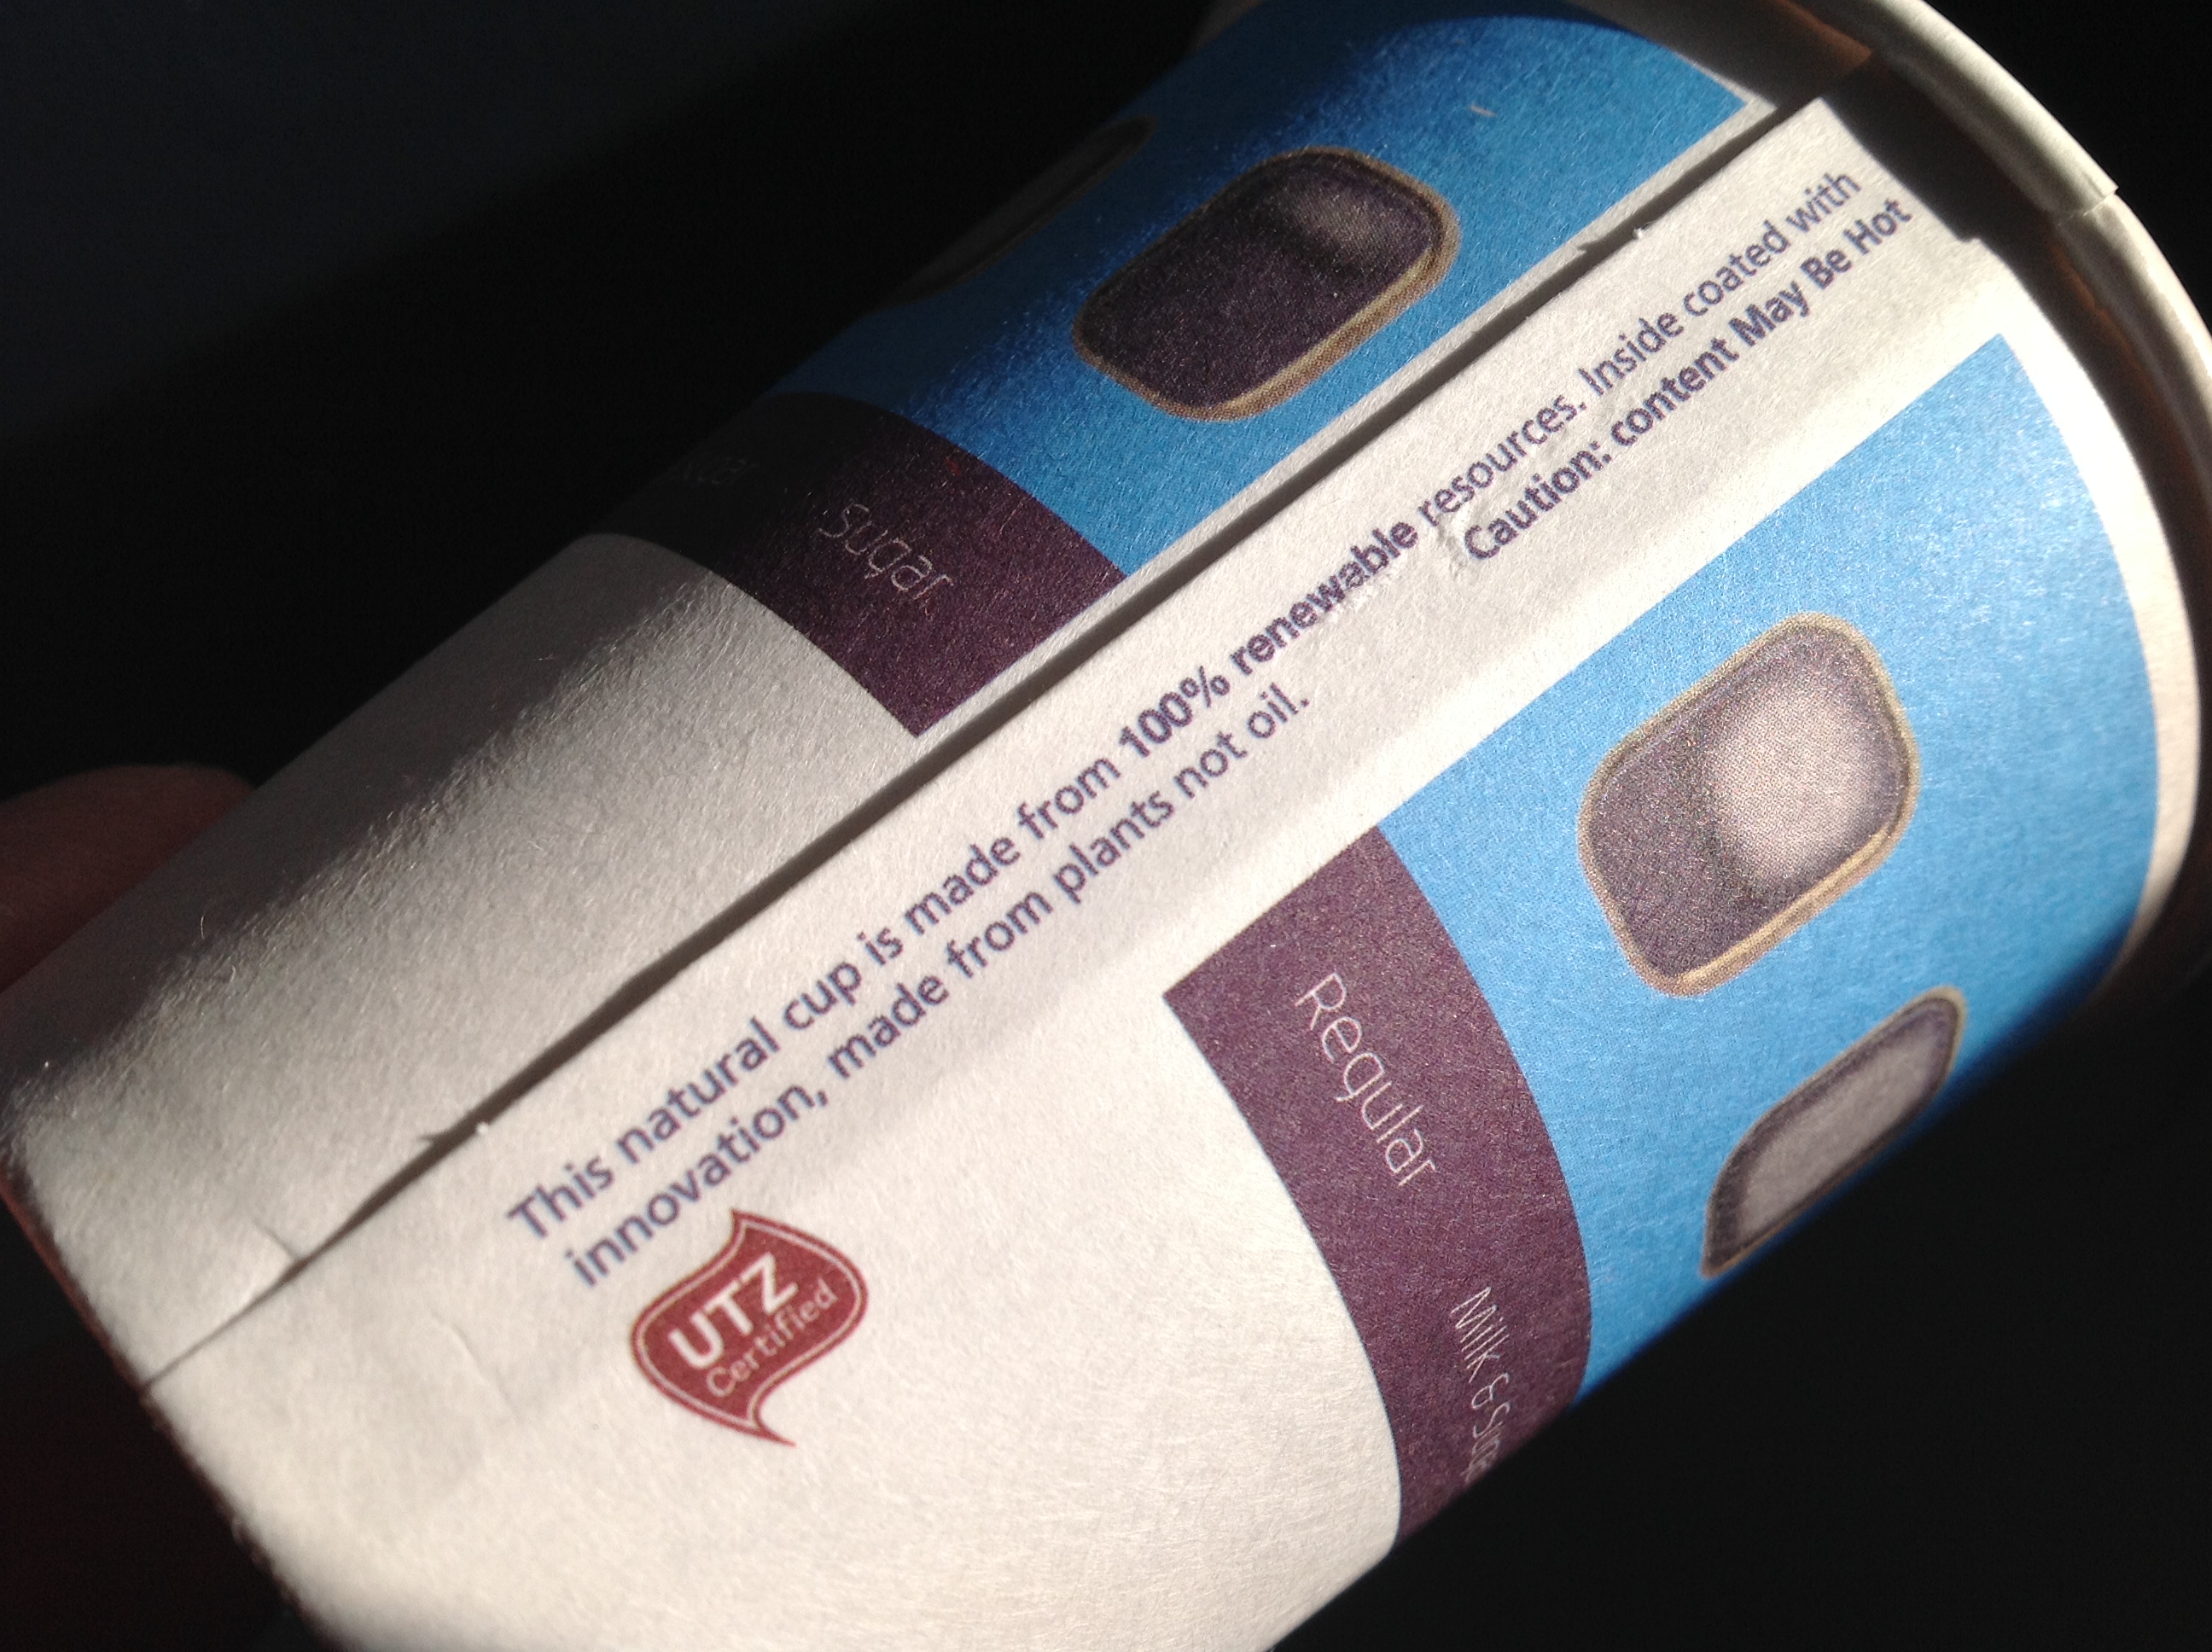 This natural cup is made from 100% renewable resources. Inside coated with
innovation, made from plants not oil.
Caution: content May Be Hot
UTZ
Certified
sugar
Regular
Milk &